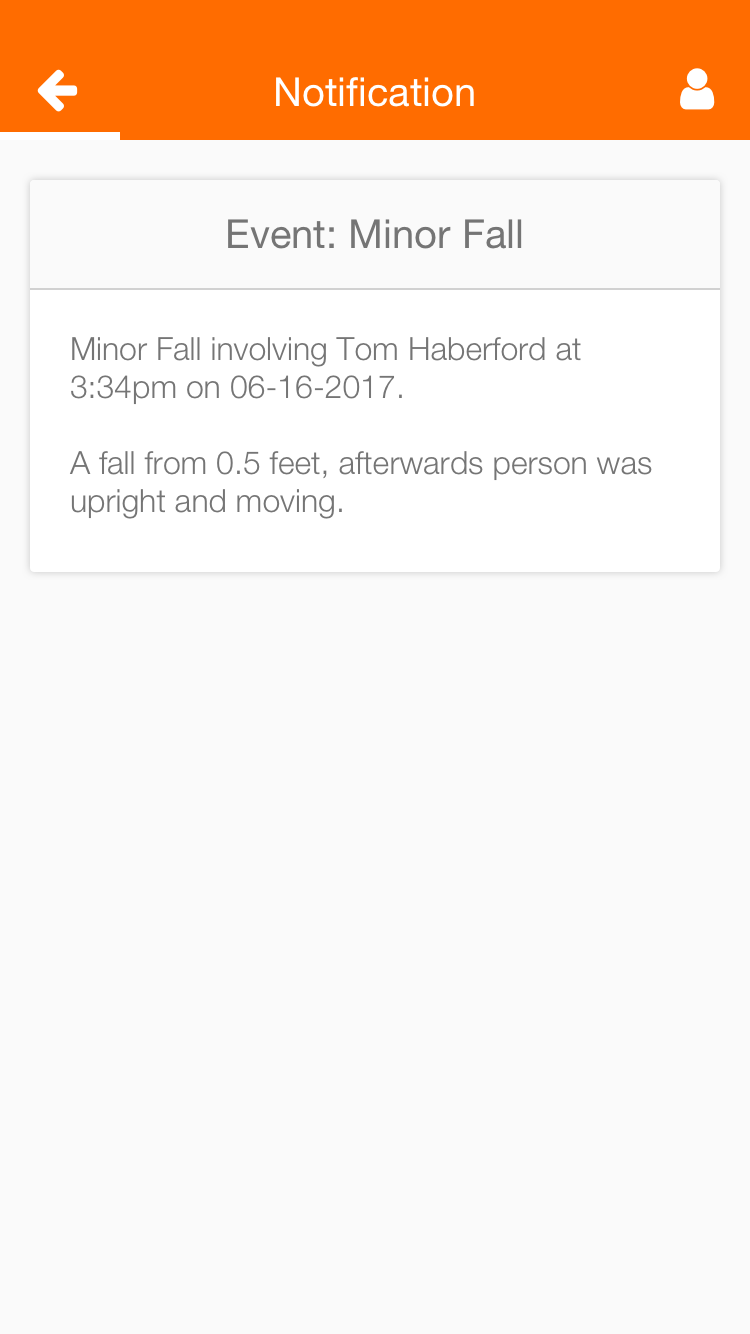 Notification
Event: Minor Fall
Minor Fall involving Tom Haberford at
3:34pm on 06-16-2017.
A fall from 0.5 feet, afterwards person was
upright and moving.